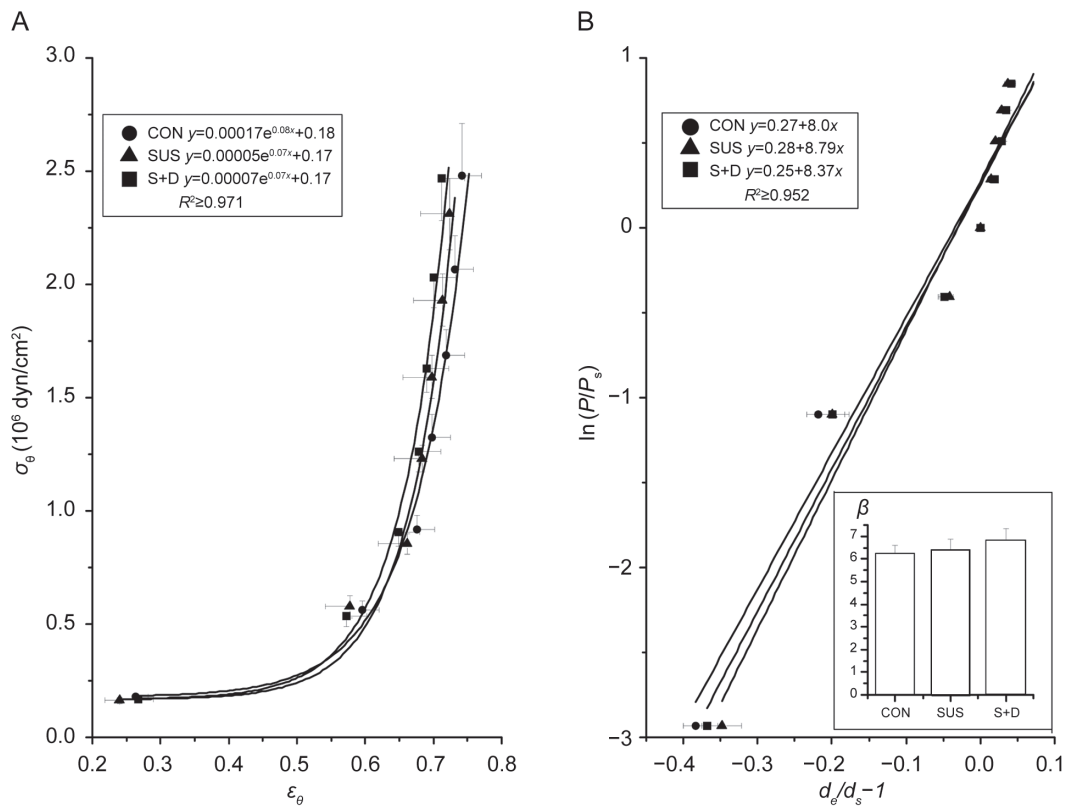 A
3.0
2.5
2.0
1.5
1.0
0.5
0.0
σθ (10⁶ dyn/cm²)
CON y=0.00017e^0.08x+0.18
SUS y=0.00005e^0.07x+0.17
S+D y=0.00007e^0.07x+0.17
R²≥0.971
0.2 0.3 0.4 0.5 0.6 0.7 0.8
εθ
B
1
0
−1
−2
−3
ln (P/Ps)
CON y=0.27+8.0x
SUS y=0.28+8.79x
S+D y=0.25+8.37x
R²≥0.952
β
7
6
5
4
3
2
1
0
CON SUS S+D
−0.4 −0.3 −0.2 −0.1 0.0 0.1
de/ds−1